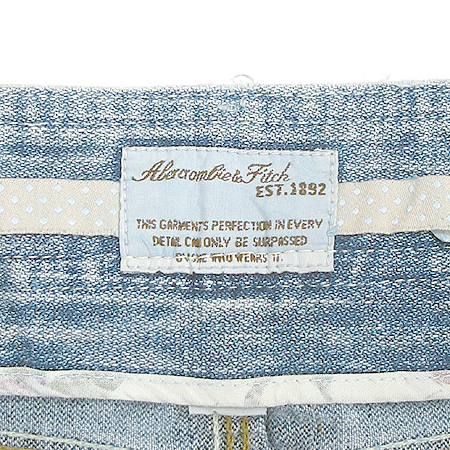 Abercrombie & Fitch
EST.1892
THIS GARMENTS PERFECTION IN EVERY
DETAIL CAN ONLY BE SURPASSED
BY ONE WHO WEARS IT.